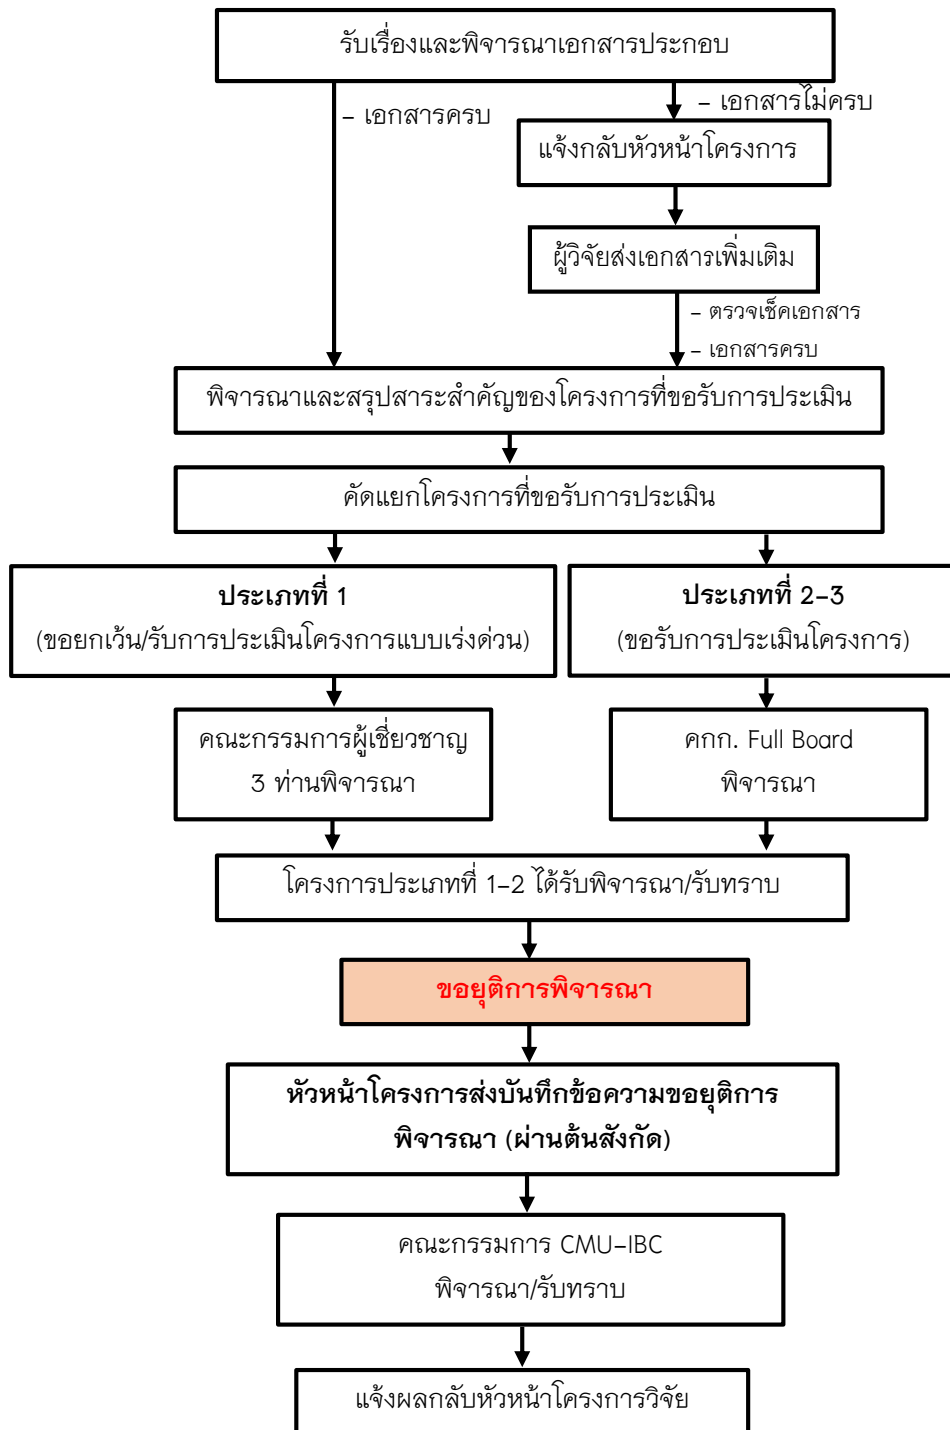 รับเรื่องและพิจารณาเอกสารประกอบ
- เอกสารครบ
- เอกสารไม่ครบ
แจ้งกลับหัวหน้าโครงการ
ผู้วิจัยส่งเอกสารเพิ่มเติม
- ตรวจเช็คเอกสาร
- เอกสารครบ
พิจารณาและสรุปสาระสำคัญของโครงการที่ขอรับการประเมิน
คัดแยกโครงการที่ขอรับการประเมิน
ประเภทที่ 1
(ขอยกเว้น/รับการประเมินโครงการแบบเร่งด่วน)
ประเภทที่ 2-3
(ขอรับการประเมินโครงการ)
คณะกรรมการผู้เชี่ยวชาญ
3 ท่านพิจารณา
คกก. Full Board
พิจารณา
โครงการประเภทที่ 1-2 ได้รับพิจารณา/รับทราบ
ขอยุติการพิจารณา
หัวหน้าโครงการส่งบันทึกข้อความขอยุติการ
พิจารณา (ผ่านต้นสังกัด)
คณะกรรมการ CMU-IBC
พิจารณา/รับทราบ
แจ้งผลกลับหัวหน้าโครงการวิจัย